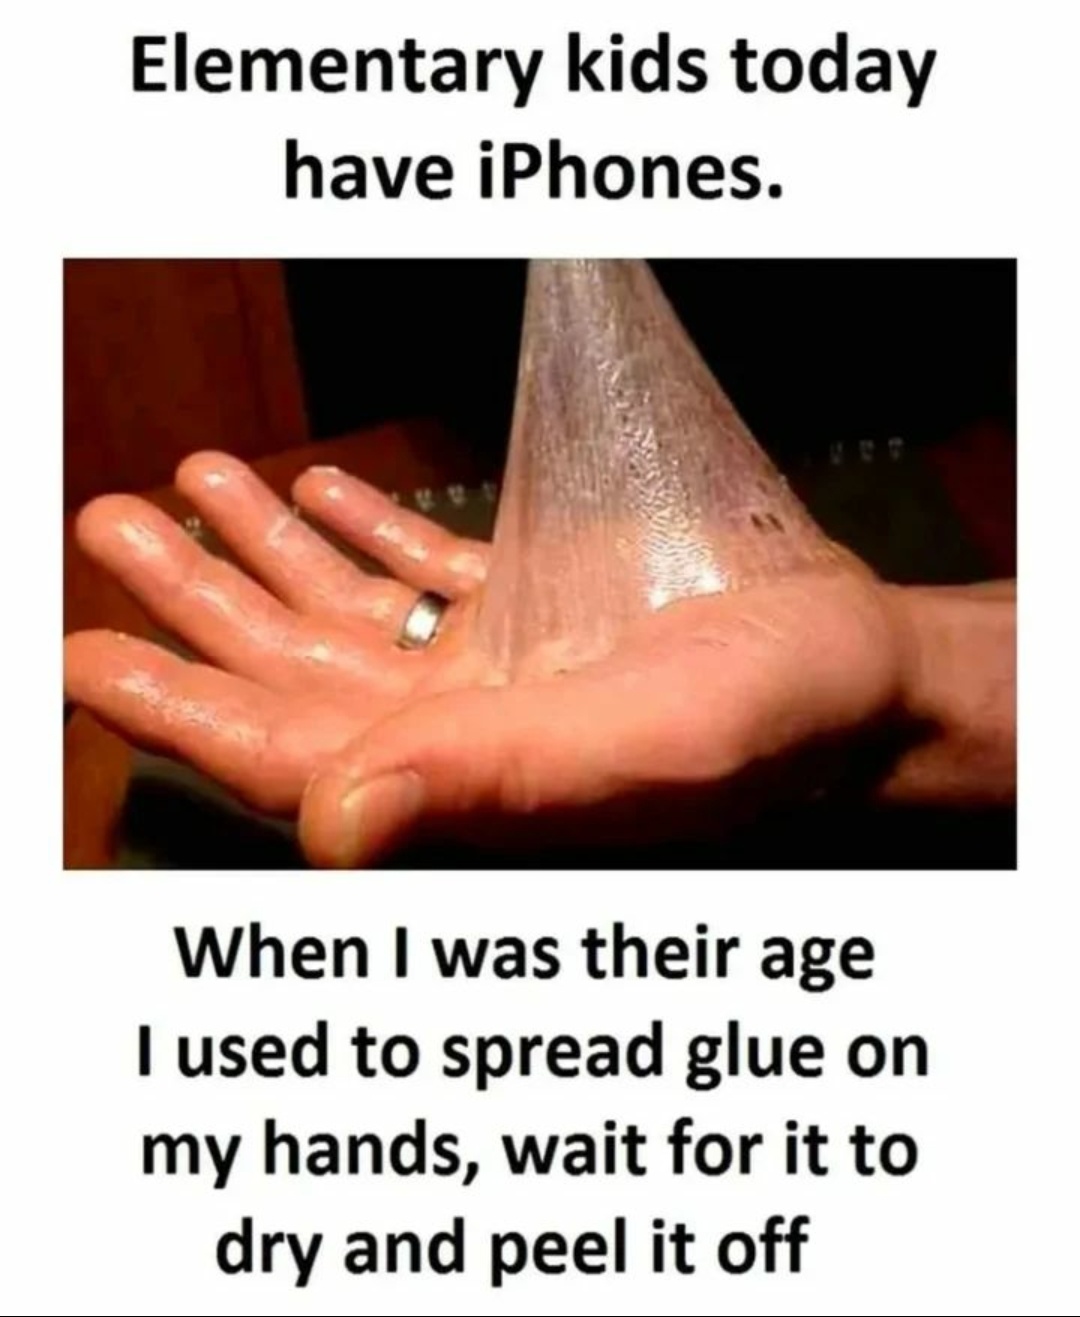 Elementary kids today
have iPhones.
When I was their age
I used to spread glue on
my hands, wait for it to
dry and peel it off